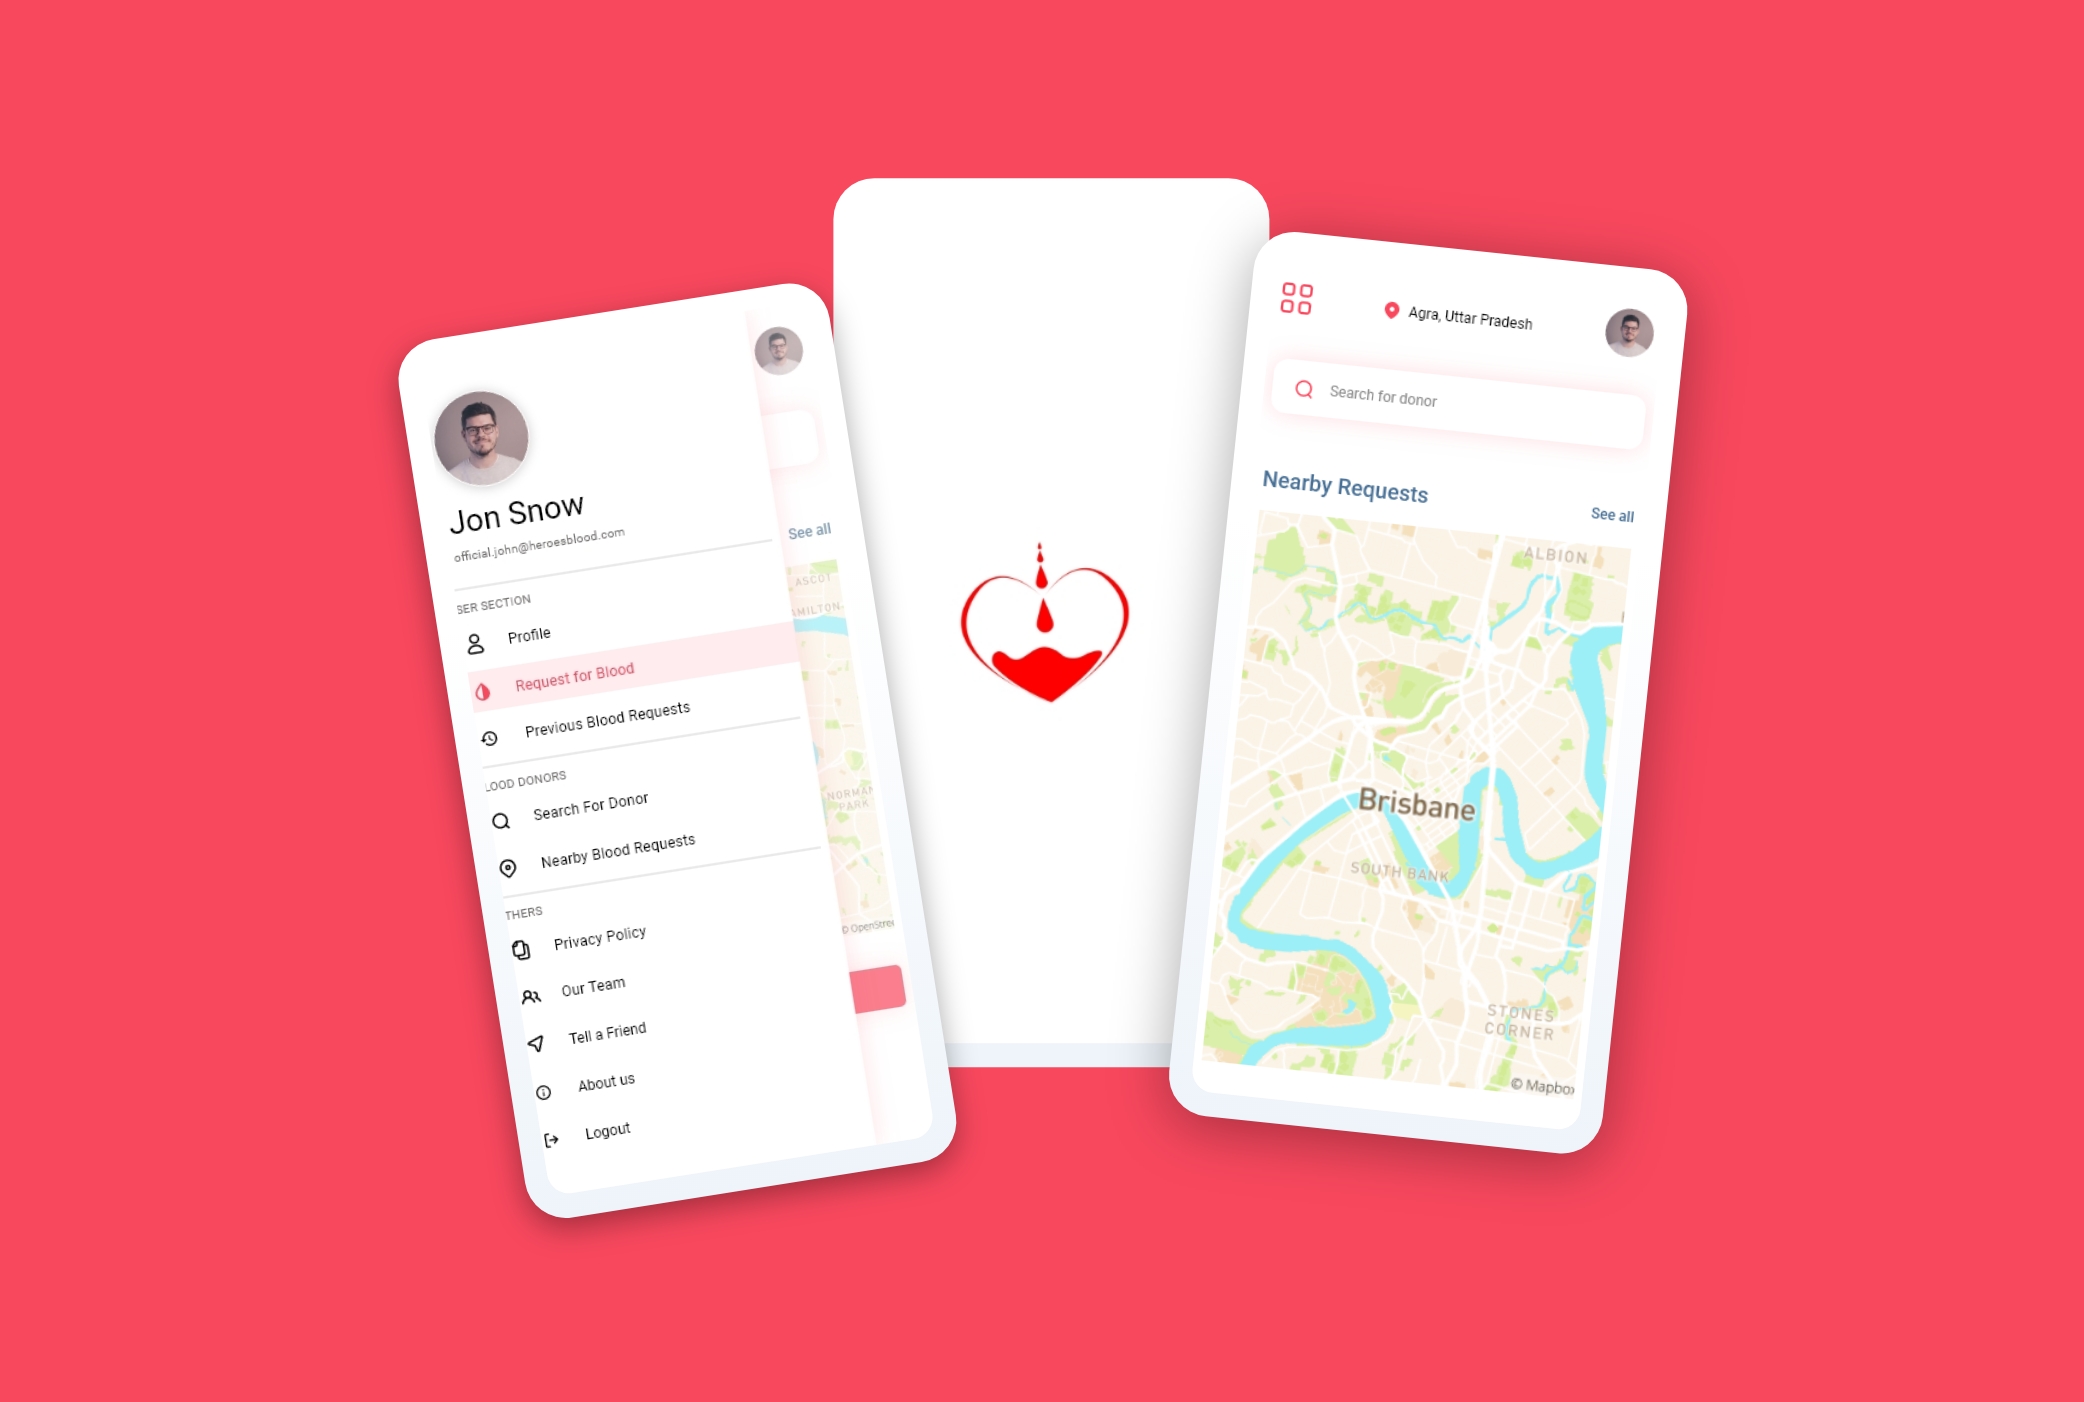 Jon Snow
official.john@heroesblood.com
SER SECTION
Profile
Request for Blood
Previous Blood Requests
LOOD DONORS
Search For Donor
Nearby Blood Requests
THERS
Privacy Policy
Our Team
Tell a Friend
About us
Logout
See all
ASCOT
AMILTON
NORMAN
PARK
© OpenStree
Agra, Uttar Pradesh
Search for donor
Nearby Requests
See all
ALBION
Brisbane
SOUTH BANK
STONES
CORNER
© Mapbox